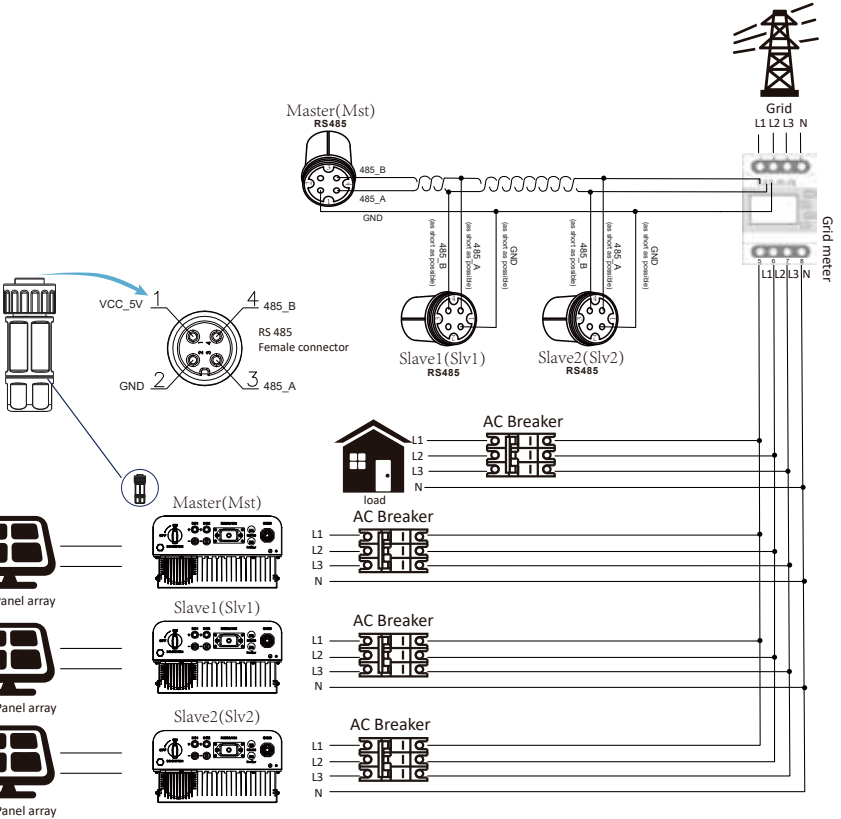 Grid
L1 L2 L3 N
Master(Mst)
RS485
485_B
485_A
GND
Grid meter
5 6 7 8
L1 L2 L3 N
485_B
(as short as possible)
485_A
(as short as possible)
GND
(as short as possible)
485_B
(as short as possible)
485_A
(as short as possible)
GND
(as short as possible)
Slave1(Slv1)
RS485
Slave2(Slv2)
RS485
VCC_5V 1
4 485_B
RS 485
Female connector
GND 2
3 485_A
AC Breaker
L1
L2
L3
N
load
Master(Mst)
AC Breaker
L1
L2
L3
N
Panel array
Slave1(Slv1)
AC Breaker
L1
L2
L3
N
Panel array
Slave2(Slv2)
AC Breaker
L1
L2
L3
N
Panel array